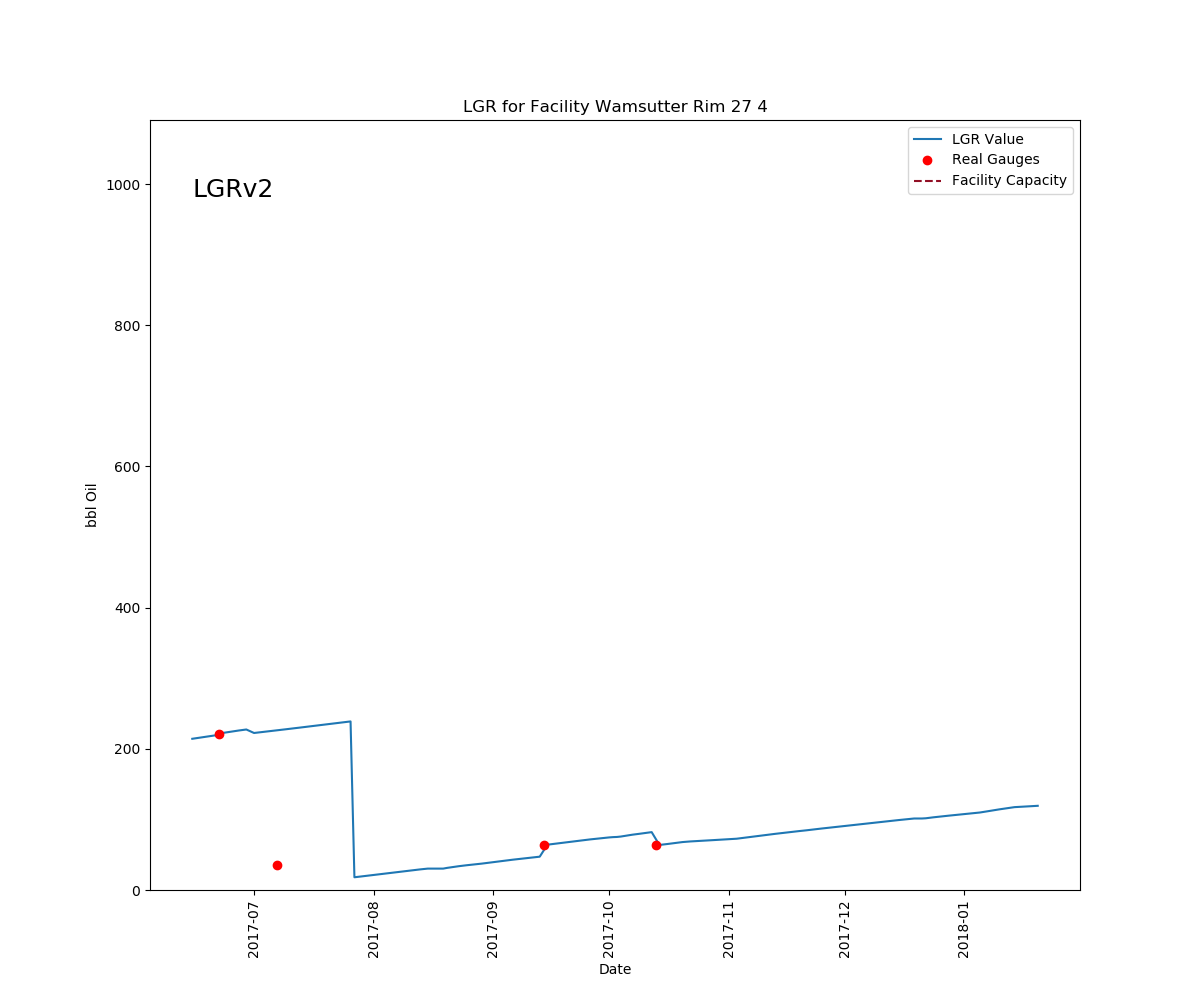 LGR for Facility Wamsutter Rim 27 4
LGR Value
Real Gauges
Facility Capacity
LGRv2
1000
800
600
400
200
0
bbl Oil
2017-07
2017-08
2017-09
2017-10
2017-11
2017-12
2018-01
Date